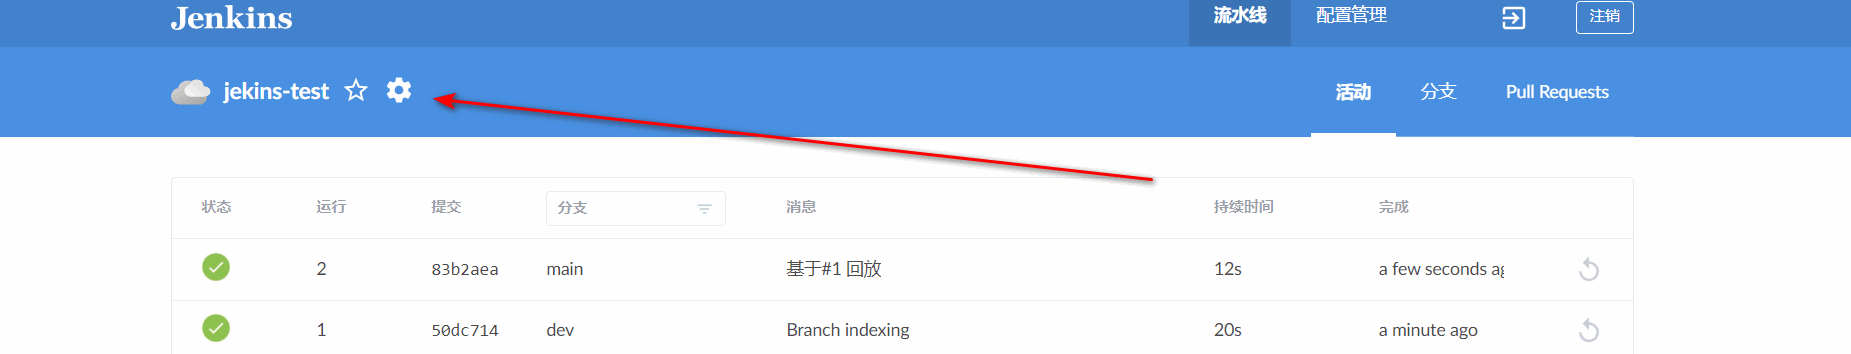 Jenkins 流水线 配置管理 注销
jekins-test 活动 分支 Pull Requests
状态 运行 提交 分支 消息 持续时间 完成
2 83b2aea main 基于#1 回放 12s a few seconds ag
1 50dc714 dev Branch indexing 20s a minute ago